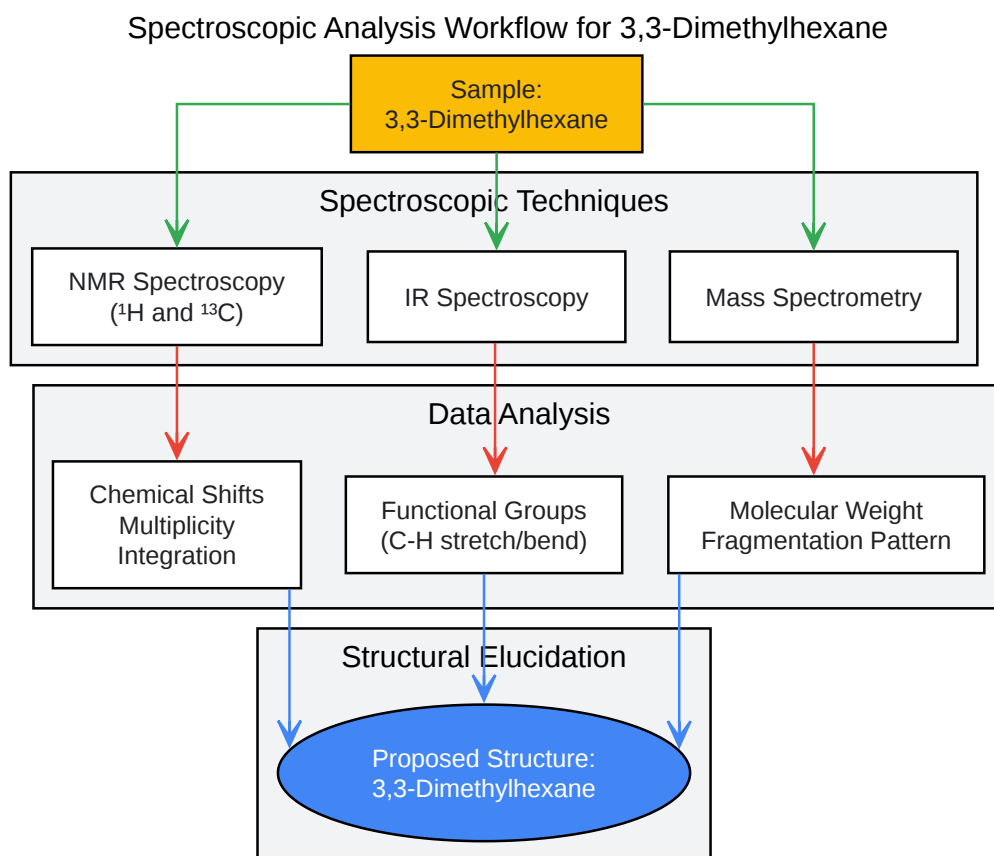 Spectroscopic Analysis Workflow for 3,3-Dimethylhexane
Sample:
3,3-Dimethylhexane
Spectroscopic Techniques
NMR Spectroscopy
(¹H and ¹³C)
IR Spectroscopy
Mass Spectrometry
Data Analysis
Chemical Shifts
Multiplicity
Integration
Functional Groups
(C-H stretch/bend)
Molecular Weight
Fragmentation Pattern
Structural Elucidation
Proposed Structure:
3,3-Dimethylhexane